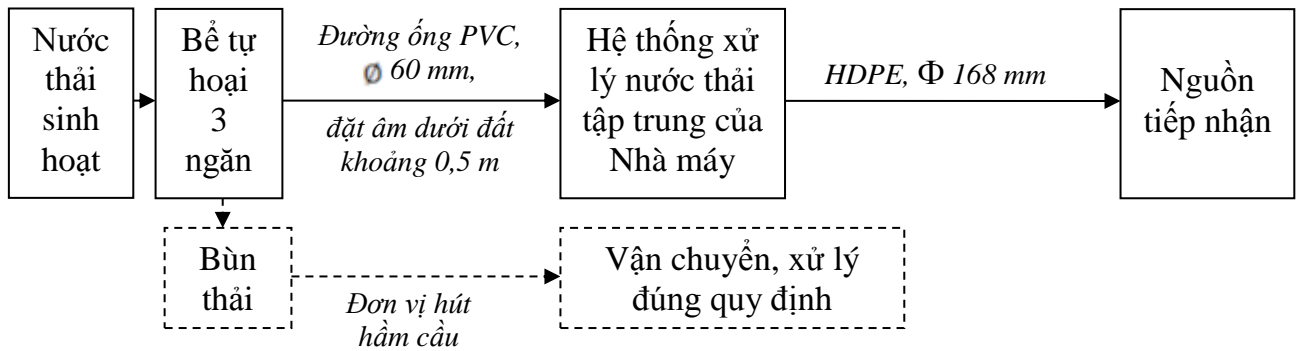 Nước
thải
sinh
hoạt
Bể tự
hoại
3
ngăn
Đường ống PVC,
Ø 60 mm,
đặt âm dưới đất
khoảng 0,5 m
Hệ thống xử
lý nước thải
tập trung của
Nhà máy
HDPE, Φ 168 mm
Nguồn
tiếp nhận
Bùn
thải
Đơn vị hút
hầm cầu
Vận chuyển, xử lý
đúng quy định